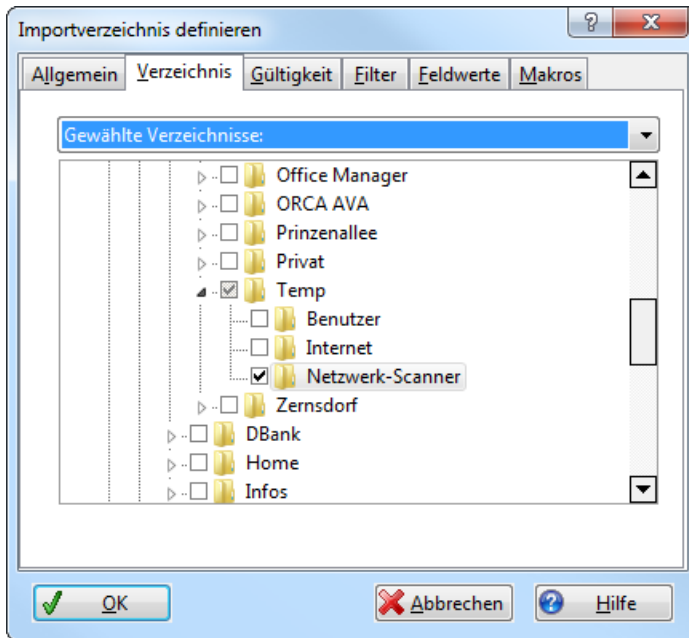 Importverzeichnis definieren
Allgemein Verzeichnis Gültigkeit Filter Feldwerte Makros
Gewählte Verzeichnisse:
Office Manager
ORCA AVA
Prinzenallee
Privat
Temp
Benutzer
Internet
Netzwerk-Scanner
Zernsdorf
DBank
Home
Infos
OK Abbrechen Hilfe